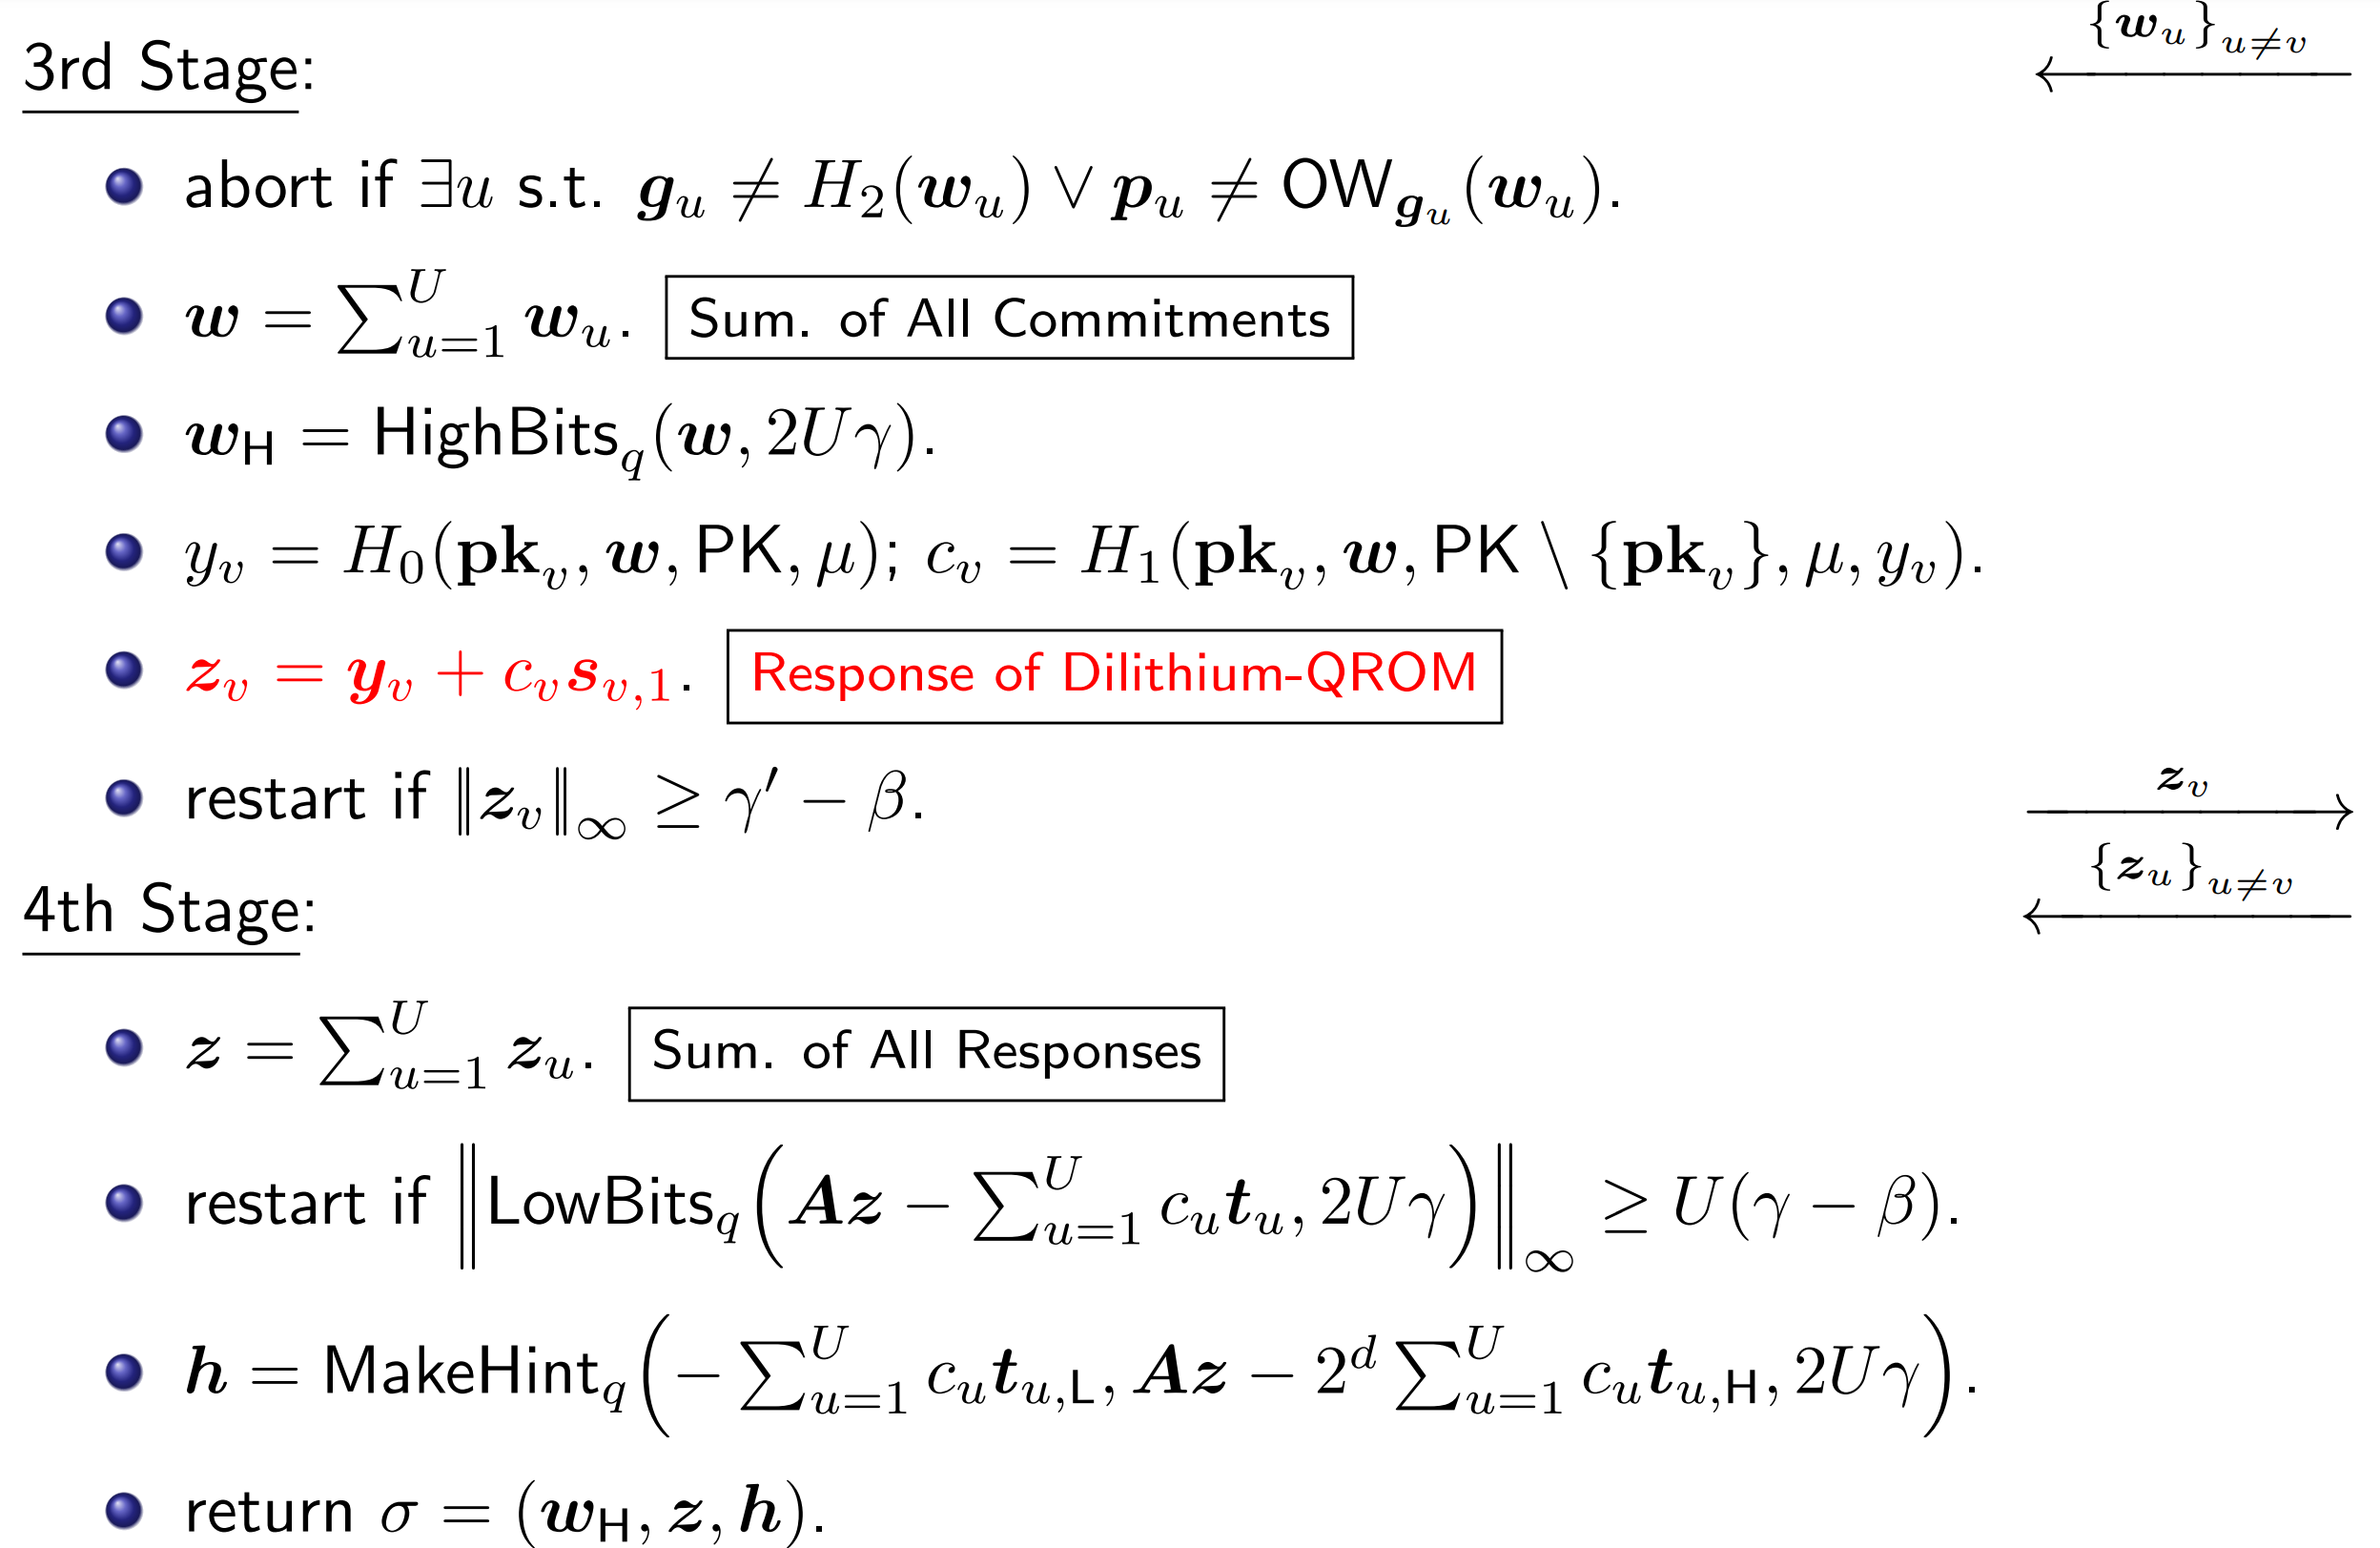 3rd Stage: $\xleftarrow{\{\boldsymbol{w}_u\}_{u \neq v}}$
• abort if ∃u s.t. $\boldsymbol{g}_u \neq H_2(\boldsymbol{w}_u) \vee \boldsymbol{p}_u \neq \mathsf{OW}_{\boldsymbol{g}_u}(\boldsymbol{w}_u)$.
• $\boldsymbol{w} = \sum_{u=1}^{U} \boldsymbol{w}_u$. Sum. of All Commitments
• $\boldsymbol{w}_\mathsf{H} = \mathsf{HighBits}_q(\boldsymbol{w}, 2U\gamma)$.
• $y_v = H_0(\mathbf{pk}_v, \boldsymbol{w}, \mathsf{PK}, \mu)$; $c_v = H_1(\mathbf{pk}_v, \boldsymbol{w}, \mathsf{PK} \setminus \{\mathbf{pk}_v\}, \mu, y_v)$.
• $\boldsymbol{z}_v = \boldsymbol{y}_v + c_v \boldsymbol{s}_{v,1}$. Response of Dilithium-QROM
• restart if $\|\boldsymbol{z}_v\|_\infty \geq \gamma' - \beta$. $\xrightarrow{\boldsymbol{z}_v}$
4th Stage: $\xleftarrow{\{\boldsymbol{z}_u\}_{u \neq v}}$
• $\boldsymbol{z} = \sum_{u=1}^{U} \boldsymbol{z}_u$. Sum. of All Responses
• restart if $\left\|\mathsf{LowBits}_q\left(\boldsymbol{A}\boldsymbol{z} - \sum_{u=1}^{U} c_u \boldsymbol{t}_u, 2U\gamma\right)\right\|_\infty \geq U(\gamma - \beta)$.
• $\boldsymbol{h} = \mathsf{MakeHint}_q\left(-\sum_{u=1}^{U} c_u \boldsymbol{t}_{u,\mathsf{L}}, \boldsymbol{A}\boldsymbol{z} - 2^d \sum_{u=1}^{U} c_u \boldsymbol{t}_{u,\mathsf{H}}, 2U\gamma\right)$.
• return $\sigma = (\boldsymbol{w}_\mathsf{H}, \boldsymbol{z}, \boldsymbol{h})$.